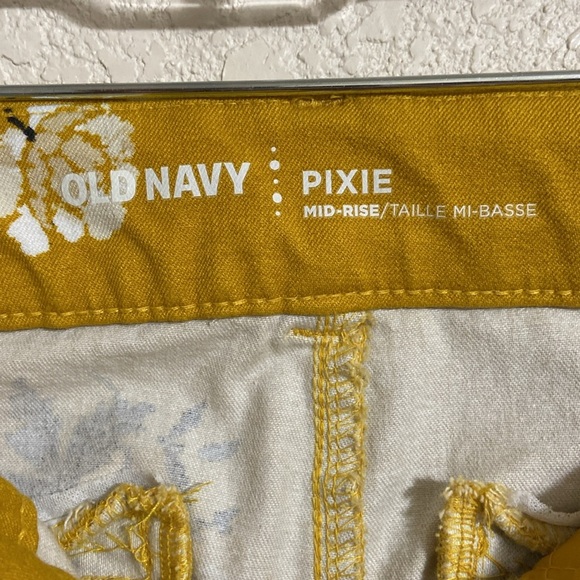 OLD NAVY
PIXIE
MID-RISE/TAILLE MI-BASSE